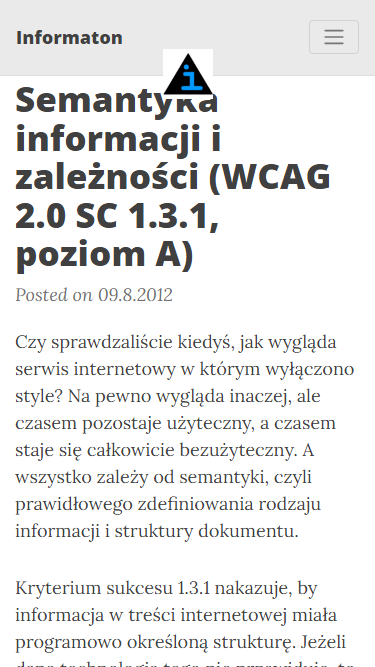 Informaton
Semantyka
informacji i
zależności (WCAG
2.0 SC 1.3.1,
poziom A)
Posted on 09.8.2012
Czy sprawdzaliście kiedyś, jak wygląda
serwis internetowy w którym wyłączono
style? Na pewno wygląda inaczej, ale
czasem pozostaje użyteczny, a czasem
staje się całkowicie bezużyteczny. A
wszystko zależy od semantyki, czyli
prawidłowego zdefiniowania rodzaju
informacji i struktury dokumentu.
Kryterium sukcesu 1.3.1 nakazuje, by
informacja w treści internetowej miała
programowo określoną strukturę. Jeżeli